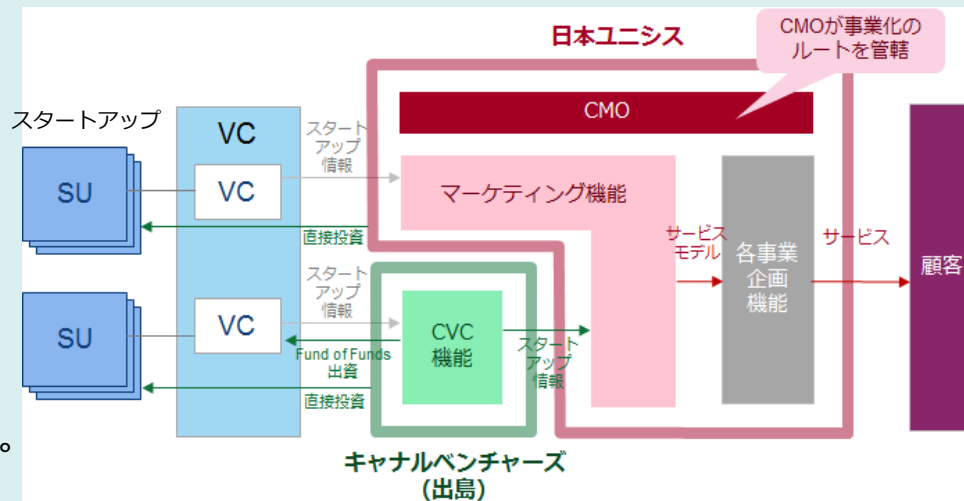 日本ユニシス
CMOが事業化の
ルートを管轄
スタートアップ
VC
スタート
アップ
情報
CMO
SU
VC
マーケティング機能
直接投資
サービス
モデル
各事業
企画
機能
サービス
顧客
スタート
アップ
情報
SU
VC
CVC
機能
Fund of Funds
出資
スタート
アップ
情報
直接投資
。
キャナルベンチャーズ
(出島)